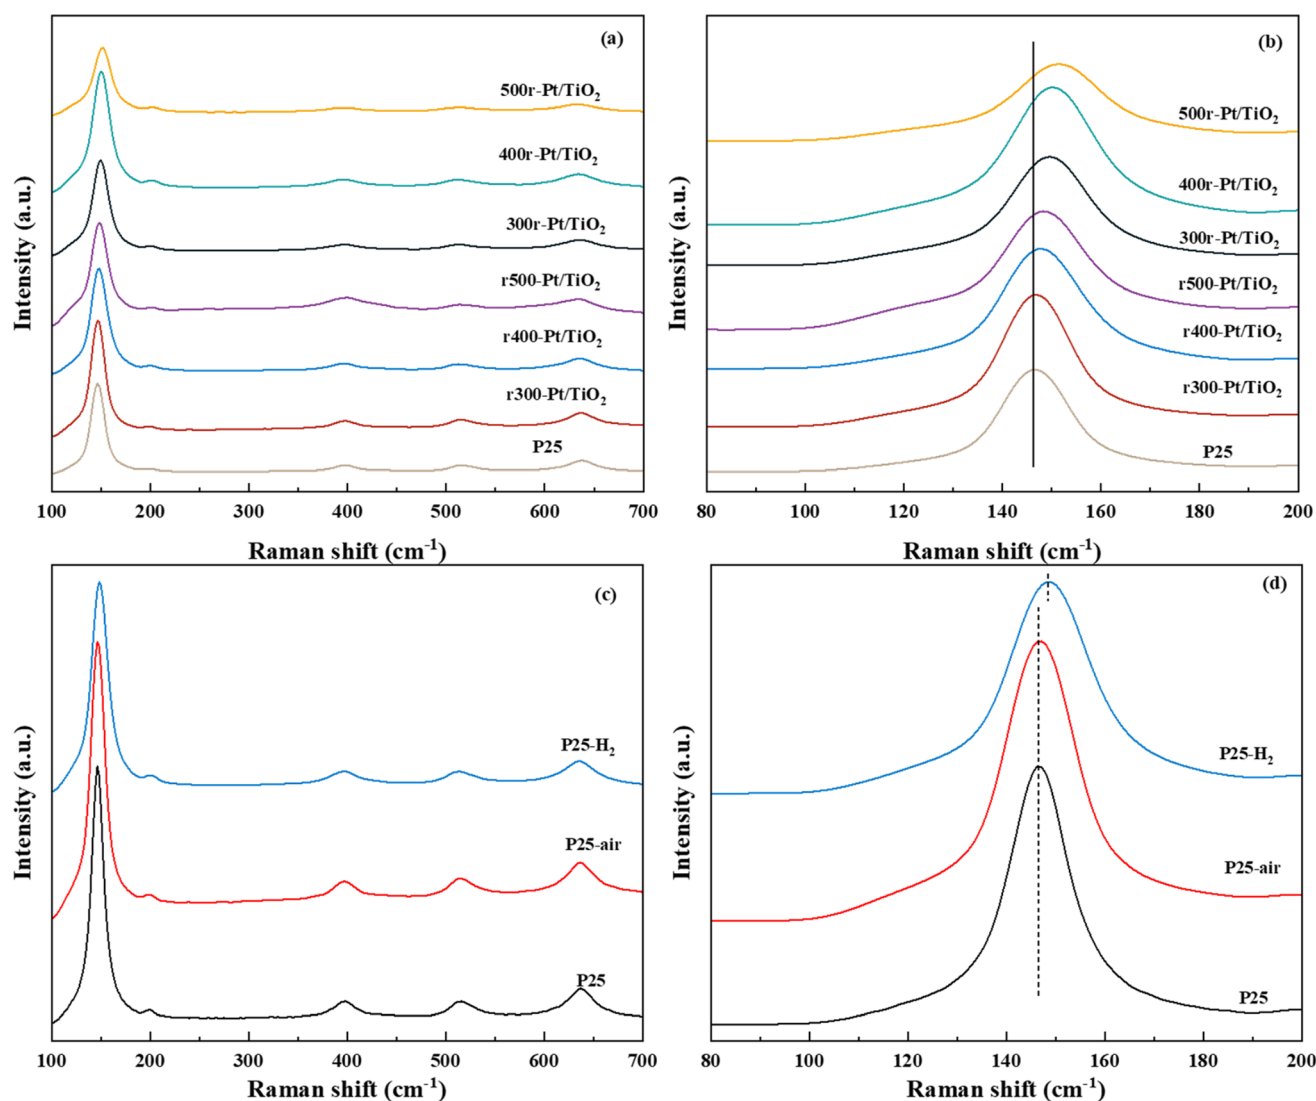 (a)
500r-Pt/TiO₂
400r-Pt/TiO₂
300r-Pt/TiO₂
r500-Pt/TiO₂
r400-Pt/TiO₂
r300-Pt/TiO₂
P25
Intensity (a.u.)
100 200 300 400 500 600 700
Raman shift (cm⁻¹)
(b)
500r-Pt/TiO₂
400r-Pt/TiO₂
300r-Pt/TiO₂
r500-Pt/TiO₂
r400-Pt/TiO₂
r300-Pt/TiO₂
P25
Intensity (a.u.)
80 100 120 140 160 180 200
Raman shift (cm⁻¹)
(c)
P25-H₂
P25-air
P25
Intensity (a.u.)
100 200 300 400 500 600 700
Raman shift (cm⁻¹)
(d)
P25-H₂
P25-air
P25
Intensity (a.u.)
80 100 120 140 160 180 200
Raman shift (cm⁻¹)